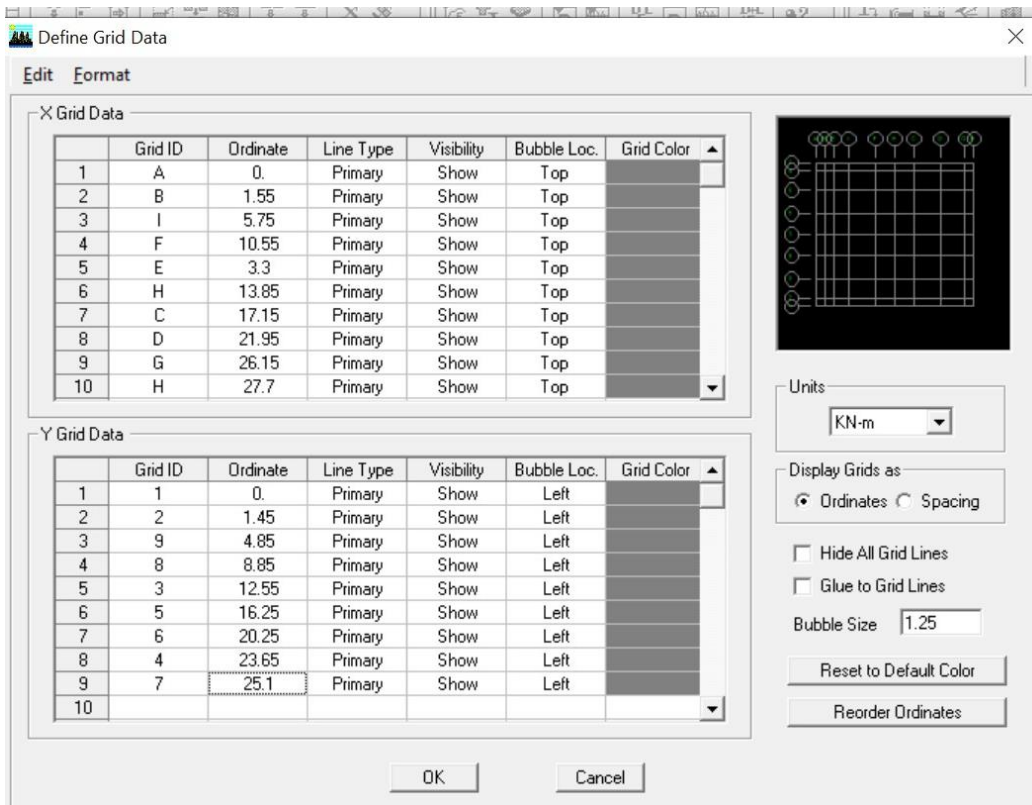 Define Grid Data
Edit Format
X Grid Data
Grid ID Ordinate Line Type Visibility Bubble Loc. Grid Color
1 A 0. Primary Show Top
2 B 1.55 Primary Show Top
3 I 5.75 Primary Show Top
4 F 10.55 Primary Show Top
5 E 3.3 Primary Show Top
6 H 13.85 Primary Show Top
7 C 17.15 Primary Show Top
8 D 21.95 Primary Show Top
9 G 26.15 Primary Show Top
10 H 27.7 Primary Show Top
Units
KN-m
Y Grid Data
Grid ID Ordinate Line Type Visibility Bubble Loc. Grid Color
1 1 0. Primary Show Left
2 2 1.45 Primary Show Left
3 9 4.85 Primary Show Left
4 8 8.85 Primary Show Left
5 3 12.55 Primary Show Left
6 5 16.25 Primary Show Left
7 6 20.25 Primary Show Left
8 4 23.65 Primary Show Left
9 7 25.1 Primary Show Left
10
Display Grids as
Ordinates Spacing
Hide All Grid Lines
Glue to Grid Lines
Bubble Size 1.25
Reset to Default Color
Reorder Ordinates
OK Cancel